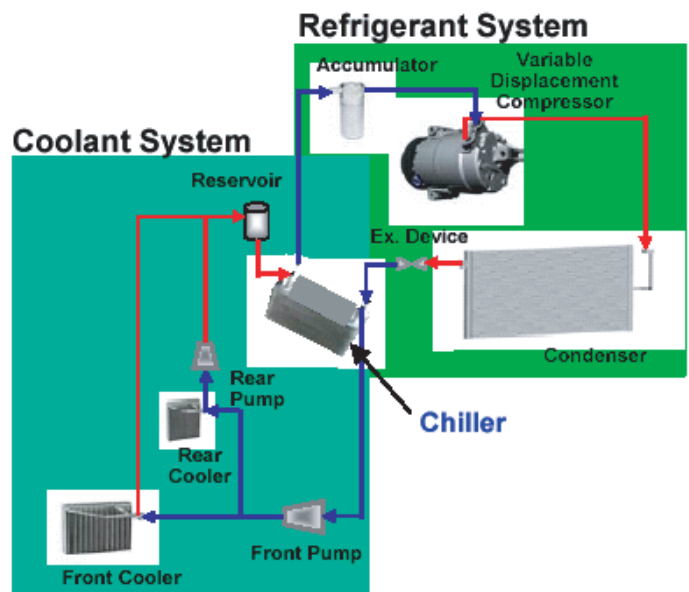 Refrigerant System
Accumulator
Variable
Displacement
Compressor
Coolant System
Reservoir
Ex. Device
Condenser
Rear
Pump
Chiller
Rear
Cooler
Front Pump
Front Cooler